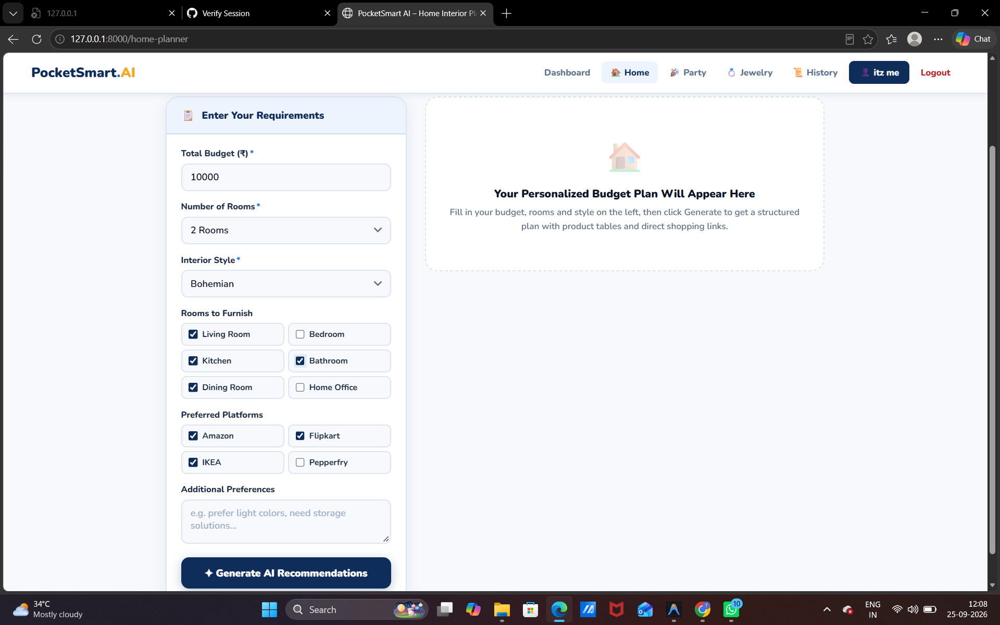 127.0.0.1
Verify Session
PocketSmart AI – Home Interior Pl
127.0.0.1:8000/home-planner
Chat
PocketSmart.AI
Dashboard
Home
Party
Jewelry
History
itz me
Logout
Enter Your Requirements
Total Budget (₹) *
10000
Number of Rooms *
2 Rooms
Interior Style *
Bohemian
Rooms to Furnish
Living Room
Bedroom
Kitchen
Bathroom
Dining Room
Home Office
Preferred Platforms
Amazon
Flipkart
IKEA
Pepperfry
Additional Preferences
e.g. prefer light colors, need storage
solutions...
Generate AI Recommendations
Your Personalized Budget Plan Will Appear Here
Fill in your budget, rooms and style on the left, then click Generate to get a structured
plan with product tables and direct shopping links.
34°C
Mostly cloudy
Search
10
ENG
IN
12:08
25-09-2026